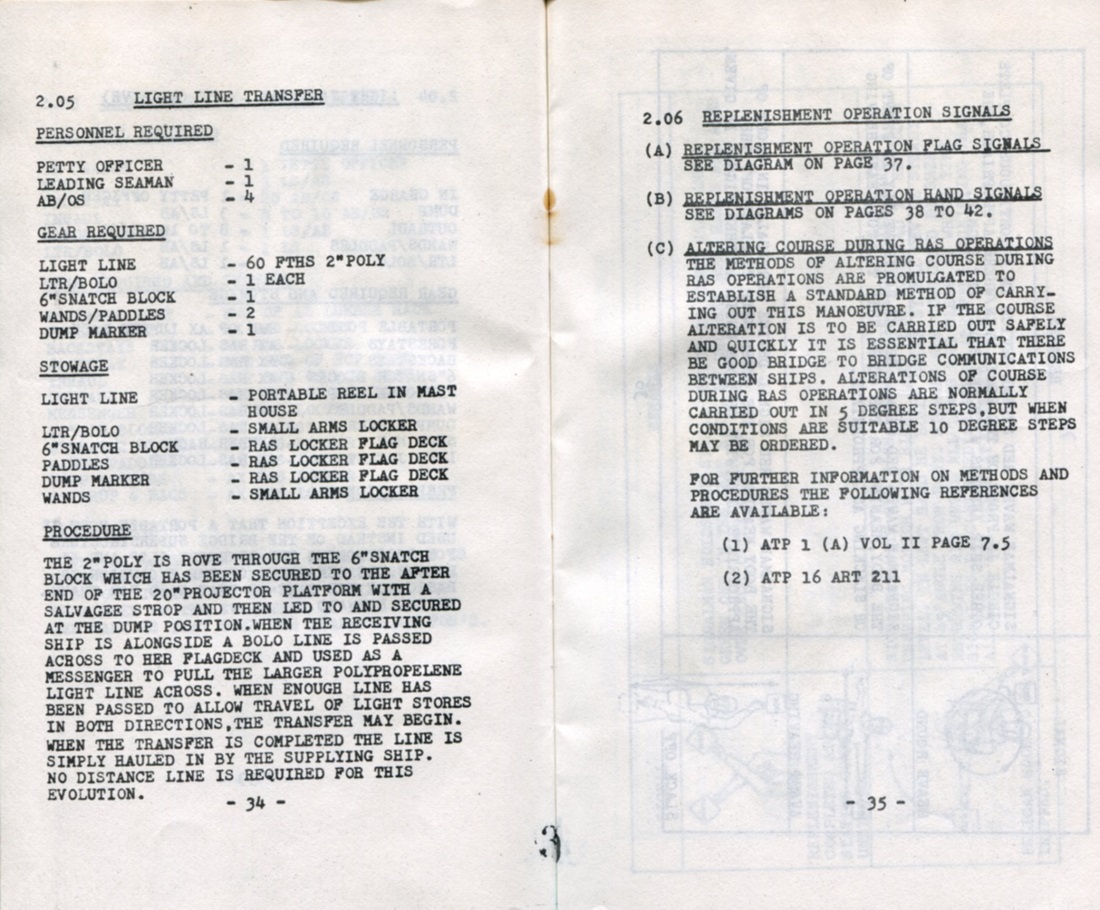 2.05 LIGHT LINE TRANSFER
PERSONNEL REQUIRED
PETTY OFFICER - 1
LEADING SEAMAN - 1
AB/OS - 4
GEAR REQUIRED
LIGHT LINE - 60 FTHS 2"POLY
LTR/BOLO - 1 EACH
6"SNATCH BLOCK - 1
WANDS/PADDLES - 2
DUMP MARKER - 1
STOWAGE
LIGHT LINE - PORTABLE REEL IN MAST
HOUSE
LTR/BOLO - SMALL ARMS LOCKER
6"SNATCH BLOCK - RAS LOCKER FLAG DECK
PADDLES - RAS LOCKER FLAG DECK
DUMP MARKER - RAS LOCKER FLAG DECK
WANDS - SMALL ARMS LOCKER
PROCEDURE
THE 2"POLY IS ROVE THROUGH THE 6"SNATCH
BLOCK WHICH HAS BEEN SECURED TO THE AFTER
END OF THE 20"PROJECTOR PLATFORM WITH A
SALVAGEE STROP AND THEN LED TO AND SECURED
AT THE DUMP POSITION.WHEN THE RECEIVING
SHIP IS ALONGSIDE A BOLO LINE IS PASSED
ACROSS TO HER FLAGDECK AND USED AS A
MESSENGER TO PULL THE LARGER POLYPROPELENE
LIGHT LINE ACROSS. WHEN ENOUGH LINE HAS
BEEN PASSED TO ALLOW TRAVEL OF LIGHT STORES
IN BOTH DIRECTIONS,THE TRANSFER MAY BEGIN.
WHEN THE TRANSFER IS COMPLETED THE LINE IS
SIMPLY HAULED IN BY THE SUPPLYING SHIP.
NO DISTANCE LINE IS REQUIRED FOR THIS
EVOLUTION.
- 34 -
2.06 REPLENISHMENT OPERATION SIGNALS
(A) REPLENISHMENT OPERATION FLAG SIGNALS
SEE DIAGRAM ON PAGE 37.
(B) REPLENISHMENT OPERATION HAND SIGNALS
SEE DIAGRAMS ON PAGES 38 TO 42.
(C) ALTERING COURSE DURING RAS OPERATIONS
THE METHODS OF ALTERING COURSE DURING
RAS OPERATIONS ARE PROMULGATED TO
ESTABLISH A STANDARD METHOD OF CARRY-
ING OUT THIS MANOEUVRE. IF THE COURSE
ALTERATION IS TO BE CARRIED OUT SAFELY
AND QUICKLY IT IS ESSENTIAL THAT THERE
BE GOOD BRIDGE TO BRIDGE COMMUNICATIONS
BETWEEN SHIPS. ALTERATIONS OF COURSE
DURING RAS OPERATIONS ARE NORMALLY
CARRIED OUT IN 5 DEGREE STEPS,BUT WHEN
CONDITIONS ARE SUITABLE 10 DEGREE STEPS
MAY BE ORDERED.
FOR FURTHER INFORMATION ON METHODS AND
PROCEDURES THE FOLLOWING REFERENCES
ARE AVAILABLE:
(1) ATP 1 (A) VOL II PAGE 7.5
(2) ATP 16 ART 211
- 35 -
3